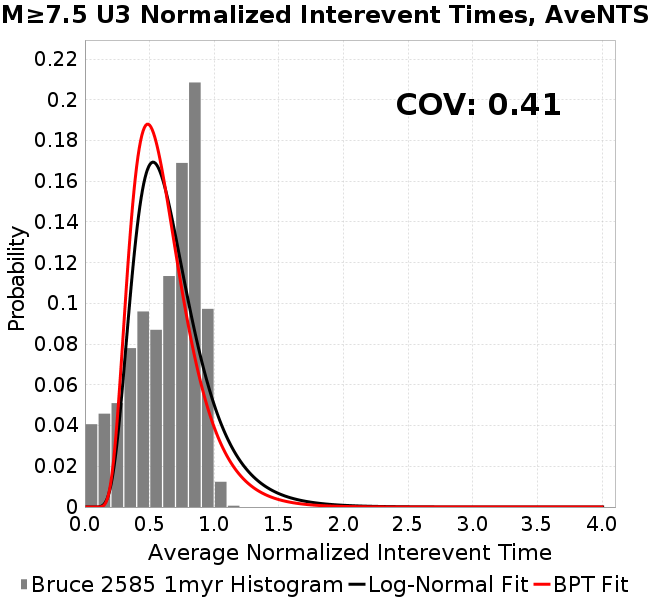 M≥7.5 U3 Normalized Interevent Times, AveNTS
COV: 0.41
Probability
0.22
0.2
0.18
0.16
0.14
0.12
0.1
0.08
0.06
0.04
0.02
0
0.0 0.5 1.0 1.5 2.0 2.5 3.0 3.5 4.0
Average Normalized Interevent Time
Bruce 2585 1myr Histogram Log-Normal Fit BPT Fit